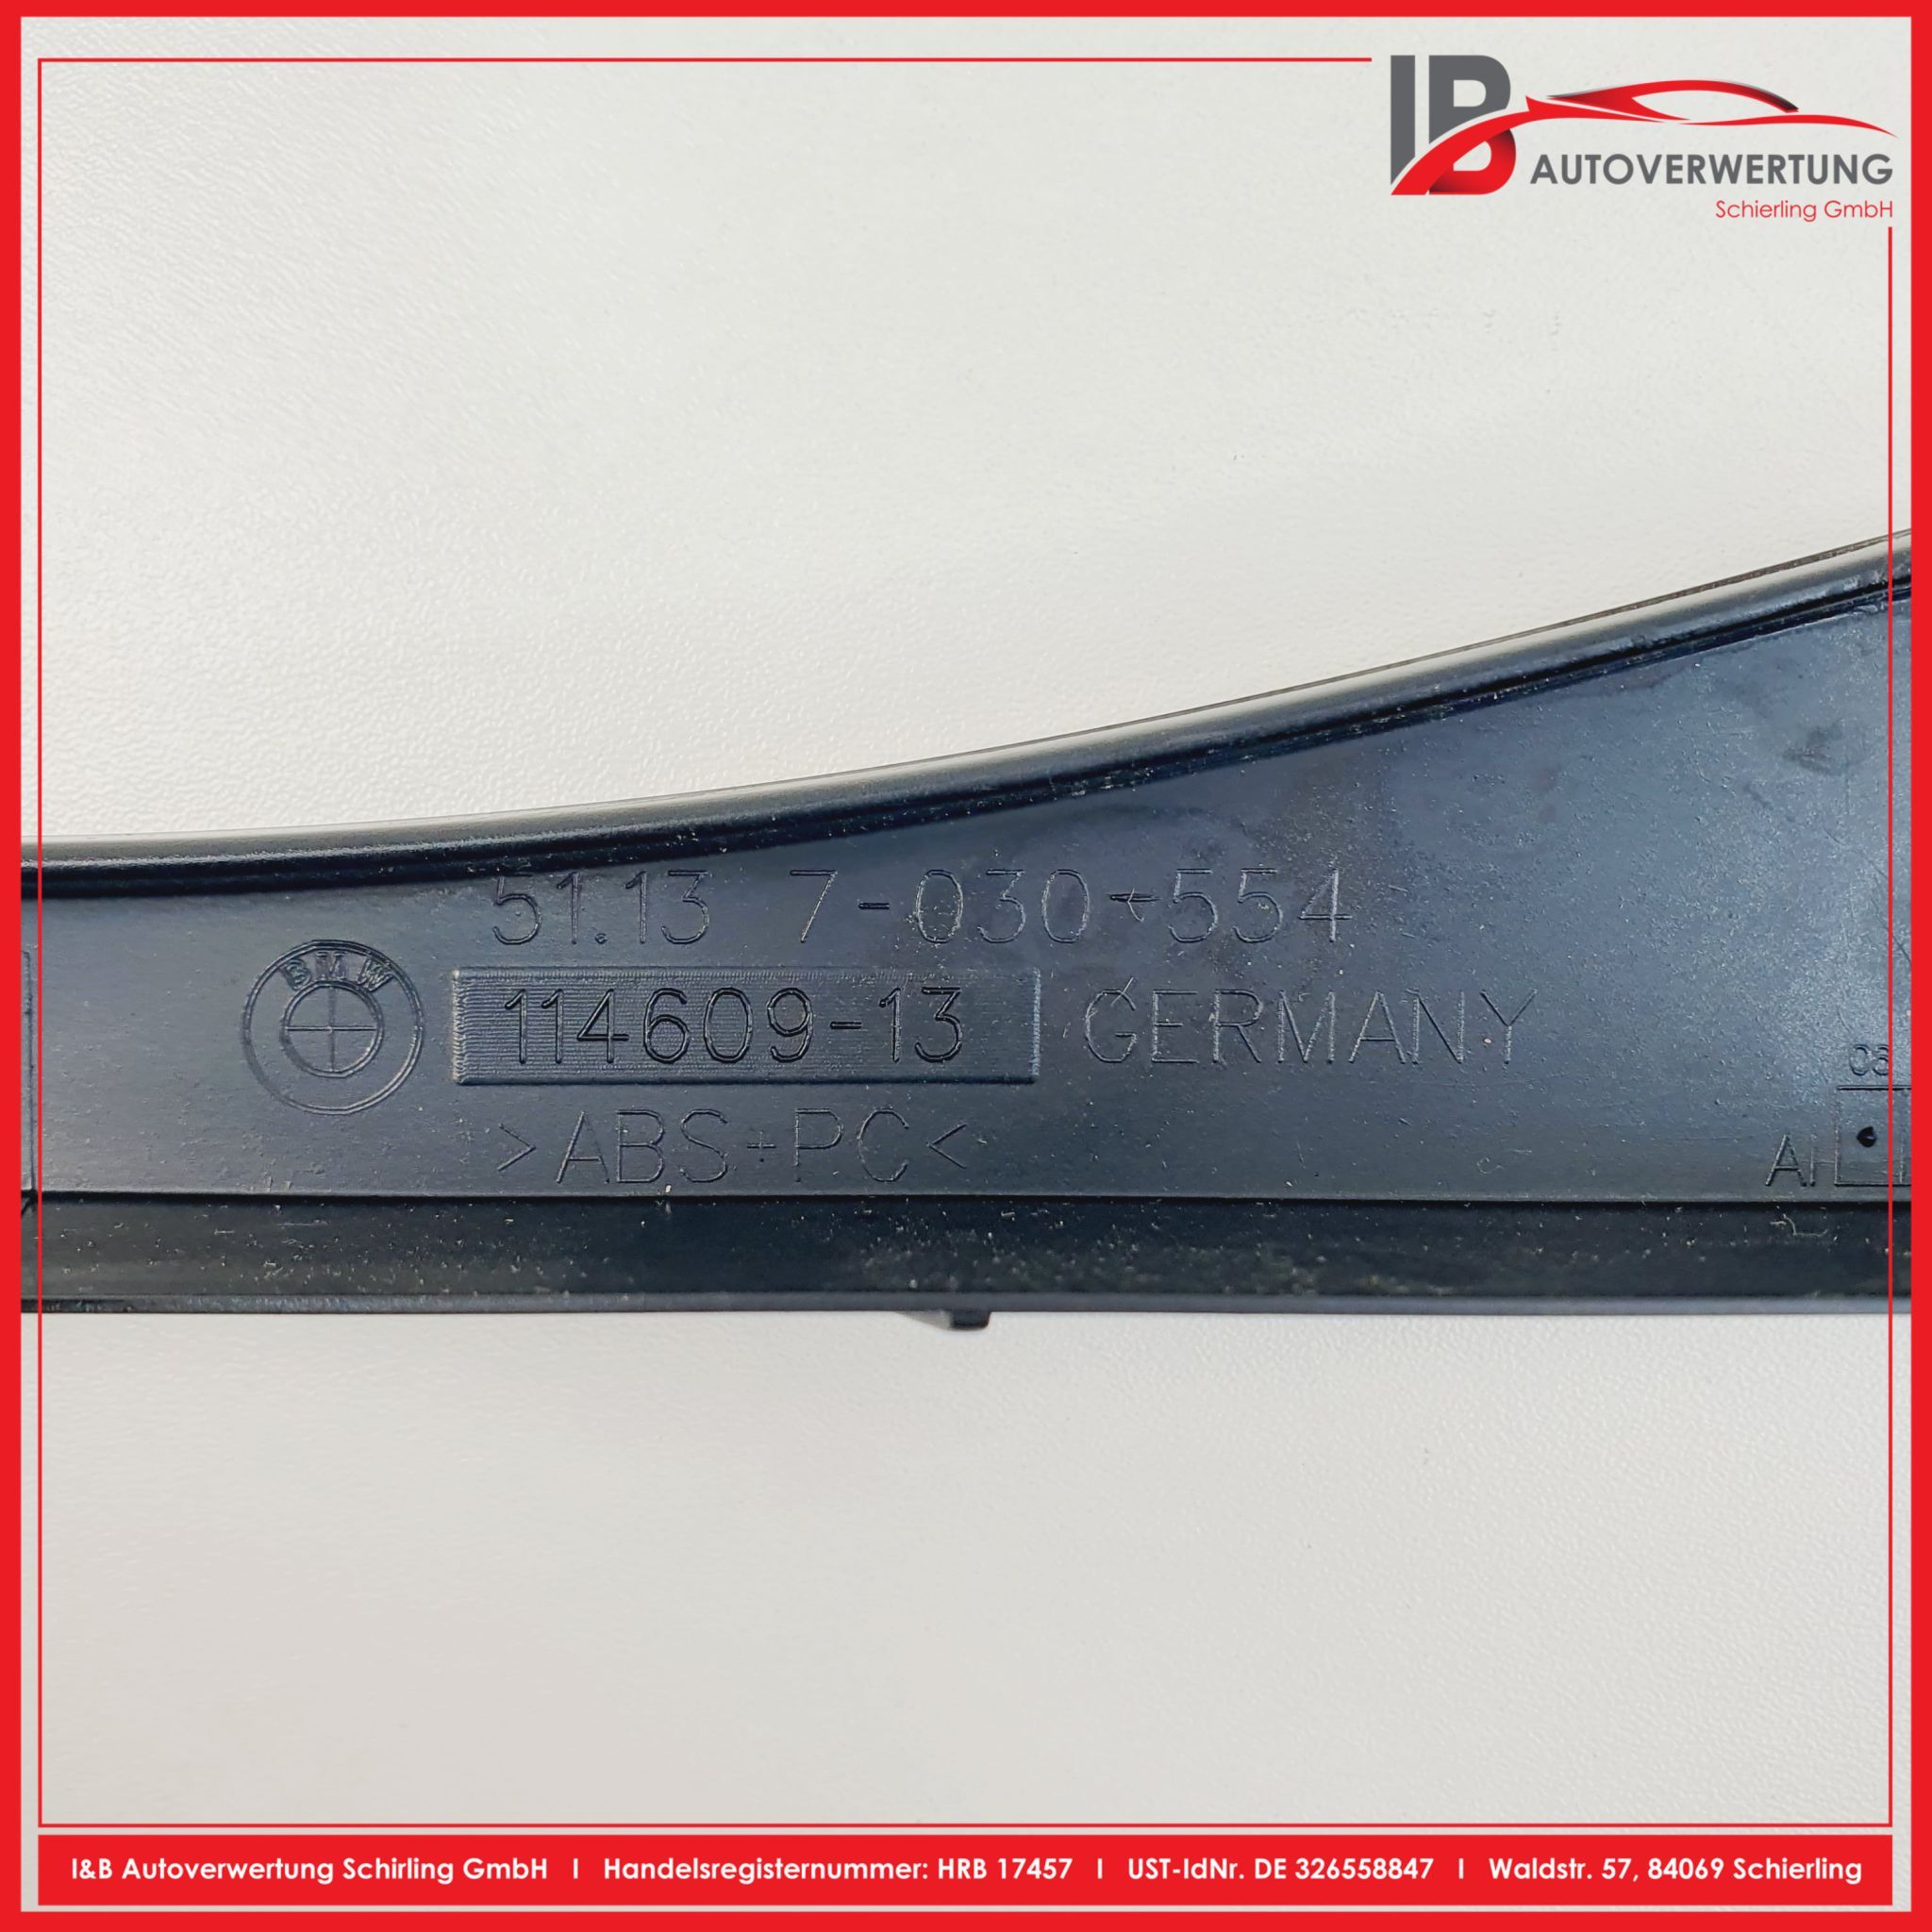 IB
AUTOVERWERTUNG
Schierling GmbH
51.13 7-030-554
BMW
114609-13 GERMANY
>ABS+PC<
I&B Autoverwertung Schirling GmbH I Handelsregisternummer: HRB 17457 I UST-IdNr. DE 326558847 I Waldstr. 57, 84069 Schierling